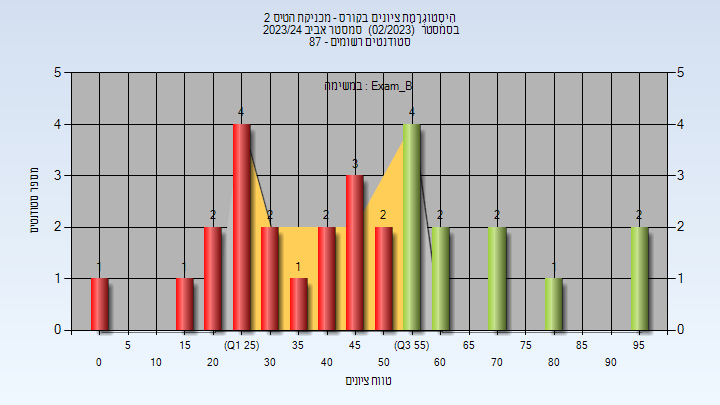 היסטוגרמת ציונים בקורס - מכניקת הטיס 2
בסמסטר (02/2023) סמסטר אביב 2023/24
סטודנטים רשומים - 87
במשימה : Exam_B
מספר סטודנטים
5 5
4 4
3 3
2 2
1 1
0 0
1 1 2 4 2 1 2 3 2 4 2 2 1 2
5 15 (Q1 25) 35 45 (Q3 55) 65 75 85 95
0 10 20 30 40 50 60 70 80 90
טווח ציונים